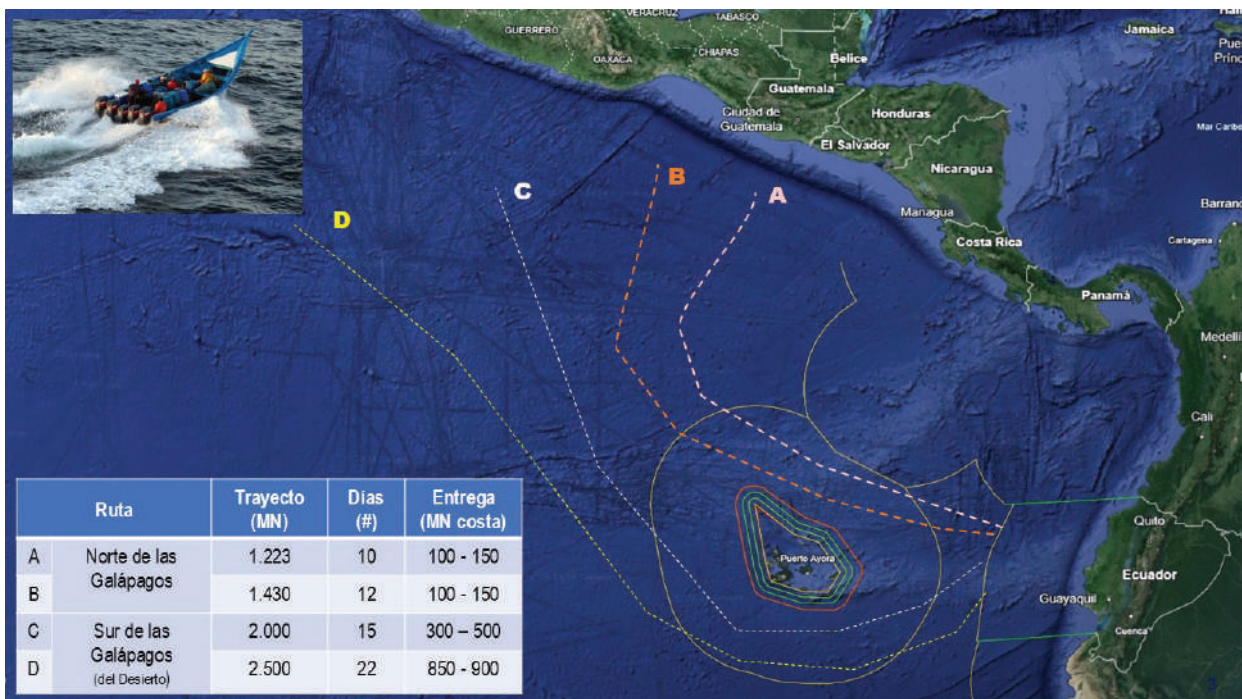 VERACRUZ
TABASCO
GUERRERO
OAXACA
CHIAPAS
Belice
Jamaica
Guatemala
Ciudad de
Guatemala
Honduras
El Salvador
Nicaragua
Mar Caribe
Managua
Costa Rica
Cartagena
Panamá
Cali
Quito
Puerto Ayora
Ecuador
Guayaquil
Cuenca
A
B
C
D
Ruta
Trayecto
(MN)
Días
(#)
Entrega
(MN costa)
A
Norte de las
Galápagos
1.223
10
100 - 150
B
1.430
12
100 - 150
C
Sur de las
Galápagos
(del Desierto)
2.000
15
300 – 500
D
2.500
22
850 - 900
3